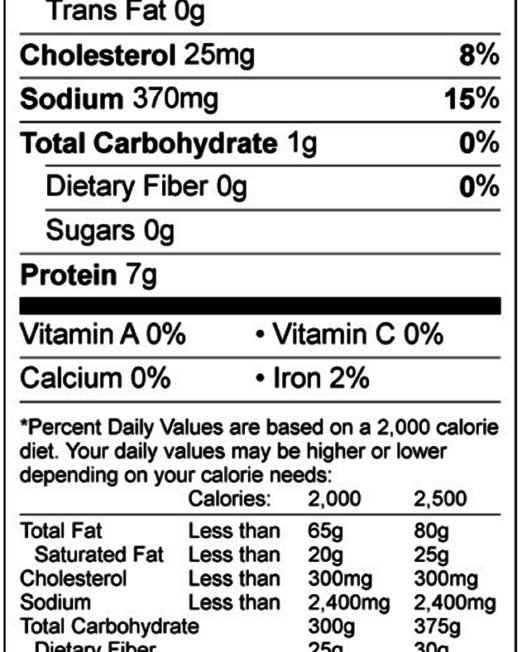 Trans Fat 0g
Cholesterol 25mg 8%
Sodium 370mg 15%
Total Carbohydrate 1g 0%
Dietary Fiber 0g 0%
Sugars 0g
Protein 7g
Vitamin A 0% • Vitamin C 0%
Calcium 0% • Iron 2%
*Percent Daily Values are based on a 2,000 calorie
diet. Your daily values may be higher or lower
depending on your calorie needs:
Calories: 2,000 2,500
Total Fat Less than 65g 80g
Saturated Fat Less than 20g 25g
Cholesterol Less than 300mg 300mg
Sodium Less than 2,400mg 2,400mg
Total Carbohydrate 300g 375g
Dietary Fiber 25g 30g